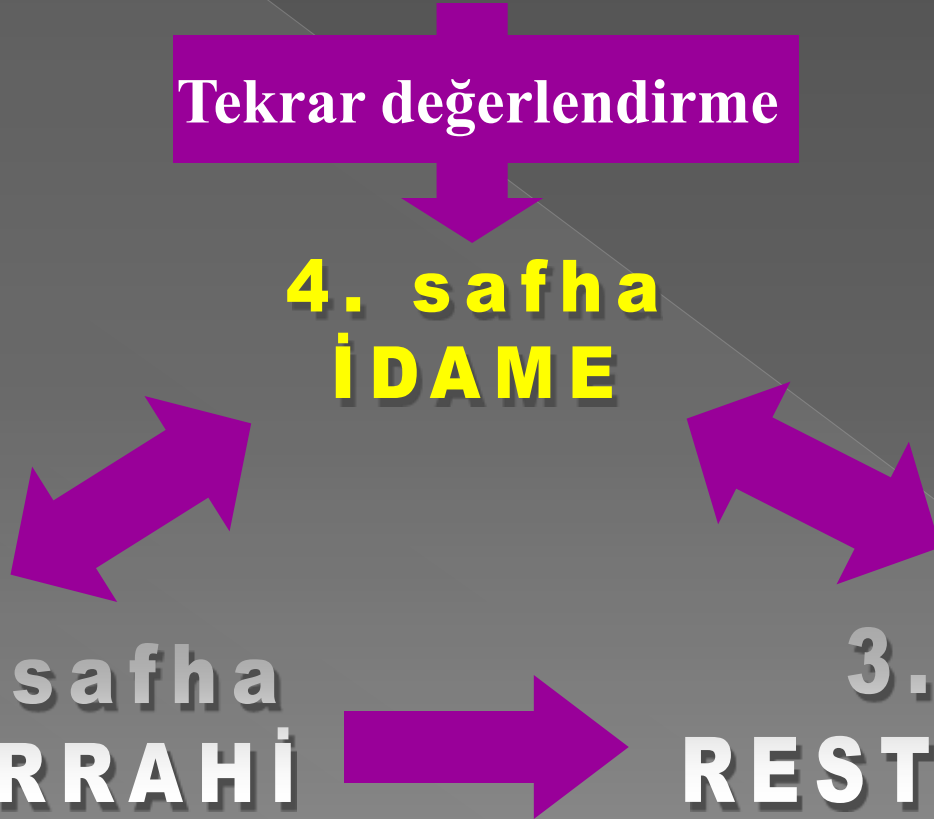 Tekrar değerlendirme
4. safha
İDAME
safha
3.
RRAHİ
REST